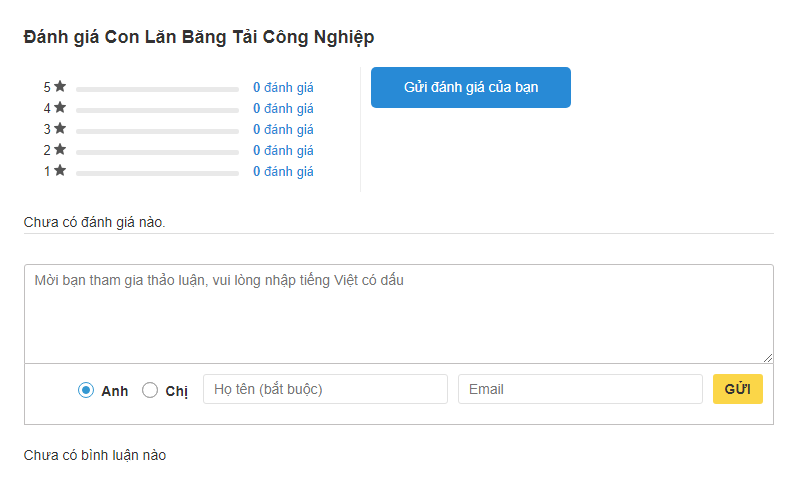 Đánh giá Con Lăn Băng Tải Công Nghiệp
5 ★ 0 đánh giá
4 ★ 0 đánh giá
3 ★ 0 đánh giá
2 ★ 0 đánh giá
1 ★ 0 đánh giá
Gửi đánh giá của bạn
Chưa có đánh giá nào.
Mời bạn tham gia thảo luận, vui lòng nhập tiếng Việt có dấu
Anh Chị Họ tên (bắt buộc) Email GỬI
Chưa có bình luận nào